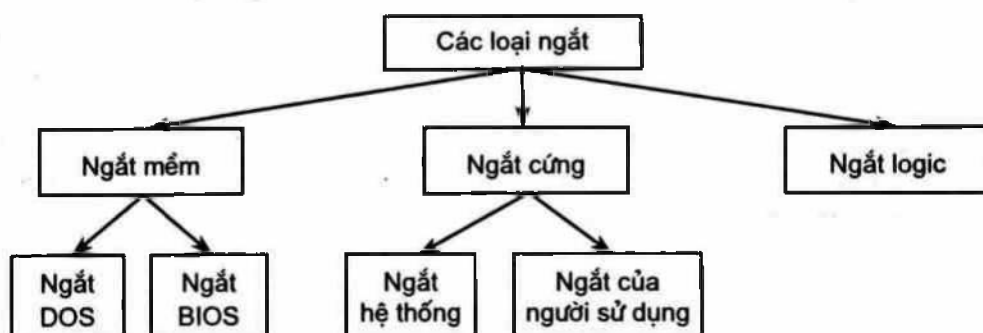 Các loại ngắt
Ngắt mềm
Ngắt cứng
Ngắt logic
Ngắt
DOS
Ngắt
BIOS
Ngắt
hệ thống
Ngắt của
người sử dụng